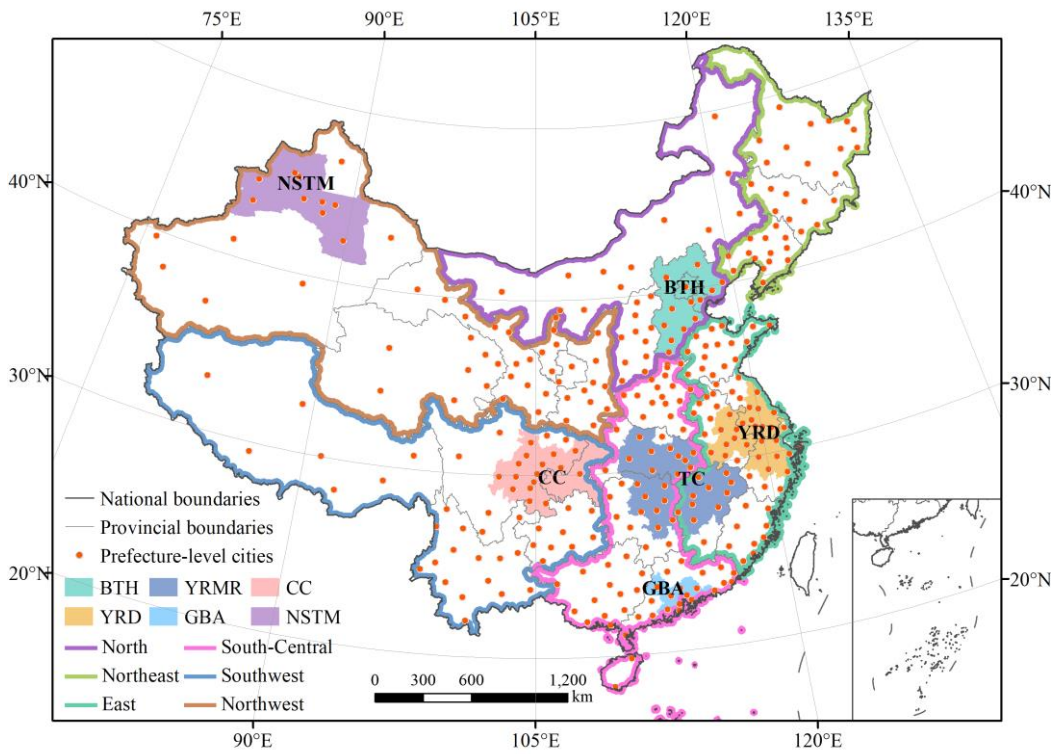 75°E 90°E 105°E 120°E 135°E
40°N
40°N
NSTM
BTH
30°N
30°N
YRD
CC
TC
GBA
20°N
20°N
National boundaries
Provincial boundaries
Prefecture-level cities
BTH YRMR CC
YRD GBA NSTM
North South-Central
Northeast Southwest
East Northwest
0 300 600 1,200
km
90°E 105°E 120°E